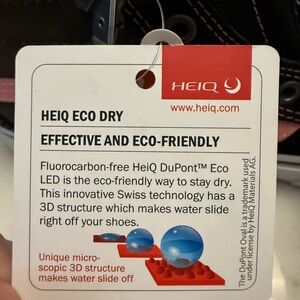 HEIQ
www.heiq.com
HEIQ ECO DRY
EFFECTIVE AND ECO-FRIENDLY
Fluorocarbon-free HeiQ DuPont™ Eco
LED is the eco-friendly way to stay dry.
This innovative Swiss technology has a
3D structure which makes water slide
right off your shoes.
Unique micro-
scopic 3D structure
makes water slide off
The DuPont Oval is a trademark used
under license by HeiQ Materials AG.